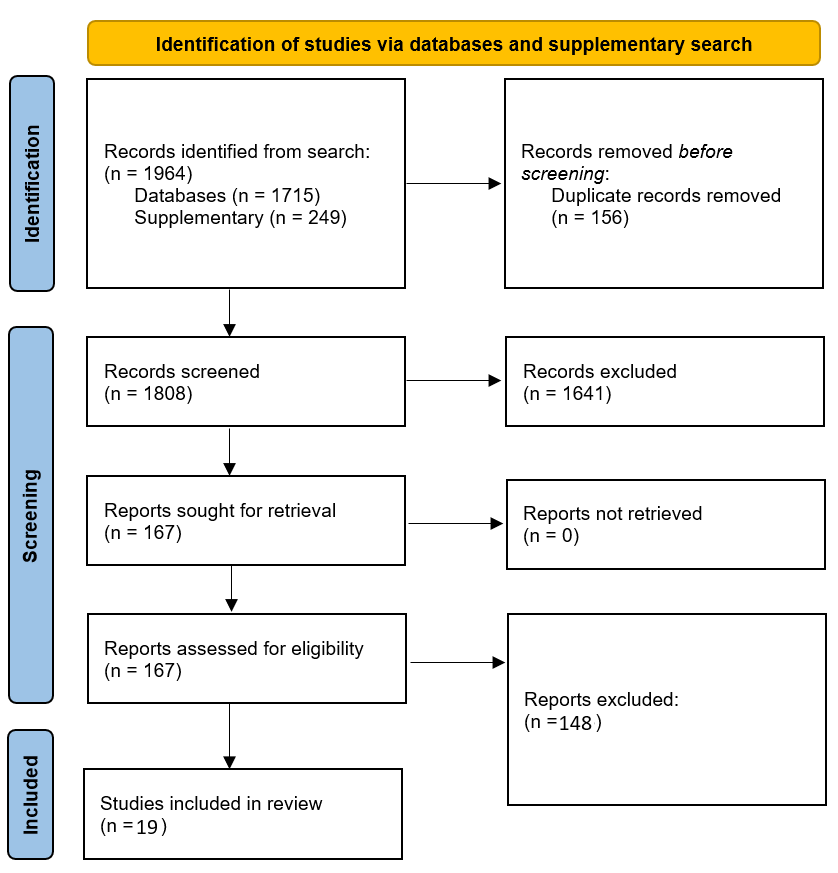 Identification of studies via databases and supplementary search
Identification
Records identified from search:
(n = 1964)
Databases (n = 1715)
Supplementary (n = 249)
Records removed before
screening:
Duplicate records removed
(n = 156)
Screening
Records screened
(n = 1808)
Records excluded
(n = 1641)
Reports sought for retrieval
(n = 167)
Reports not retrieved
(n = 0)
Reports assessed for eligibility
(n = 167)
Reports excluded:
(n =148 )
Included
Studies included in review
(n =19 )